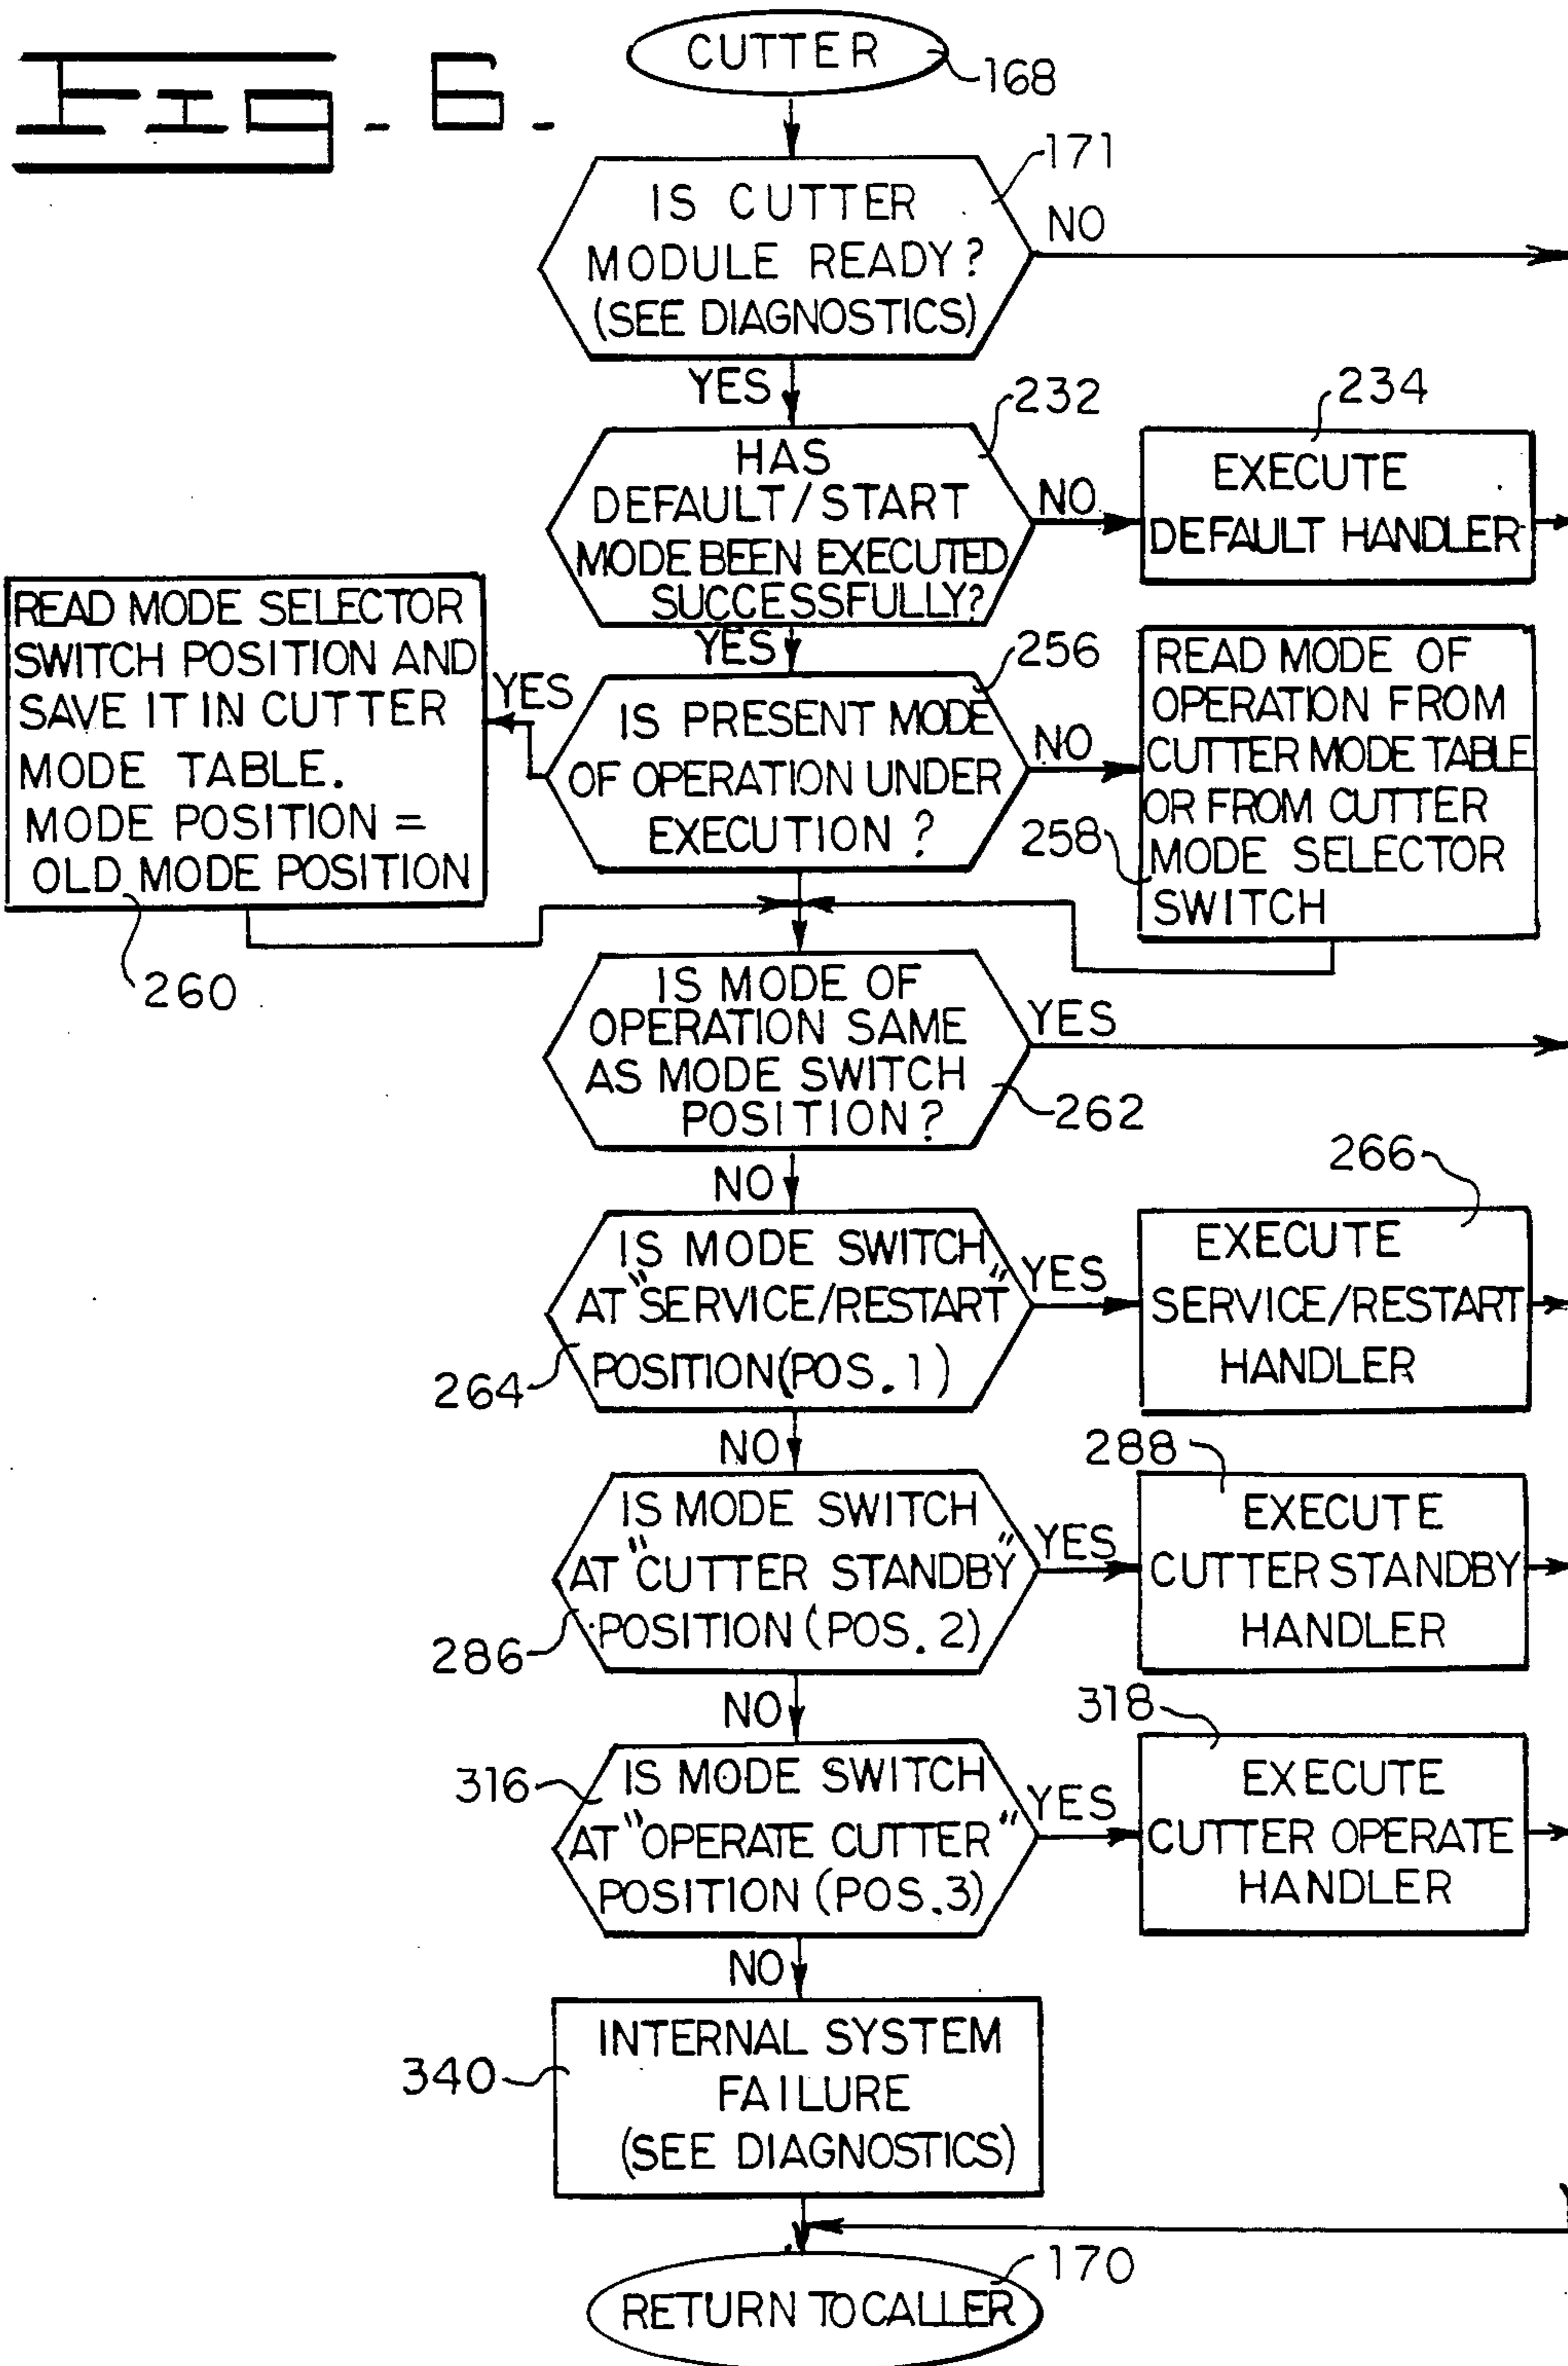 Fig. 6.
CUTTER
168
171
IS CUTTER
MODULE READY?
(SEE DIAGNOSTICS)
NO
YES
232
HAS
DEFAULT/START
MODE BEEN EXECUTED
SUCCESSFULLY?
NO
234
EXECUTE
DEFAULT HANDLER
YES
256
IS PRESENT MODE
OF OPERATION UNDER
EXECUTION ?
YES
READ MODE SELECTOR
SWITCH POSITION AND
SAVE IT IN CUTTER
MODE TABLE.
MODE POSITION =
OLD MODE POSITION
260
NO
READ MODE OF
OPERATION FROM
CUTTER MODE TABLE
OR FROM CUTTER
MODE SELECTOR
SWITCH
258
IS MODE OF
OPERATION SAME
AS MODE SWITCH
POSITION?
262
YES
NO
IS MODE SWITCH
AT "SERVICE/RESTART"
POSITION(POS. 1)
264
YES
266
EXECUTE
SERVICE/RESTART
HANDLER
NO
IS MODE SWITCH
AT "CUTTER STANDBY"
POSITION (POS. 2)
286
YES
288
EXECUTE
CUTTER STANDBY
HANDLER
NO
316
IS MODE SWITCH
AT "OPERATE CUTTER"
POSITION (POS.3)
YES
318
EXECUTE
CUTTER OPERATE
HANDLER
NO
340
INTERNAL SYSTEM
FAILURE
(SEE DIAGNOSTICS)
170
RETURN TO CALLER